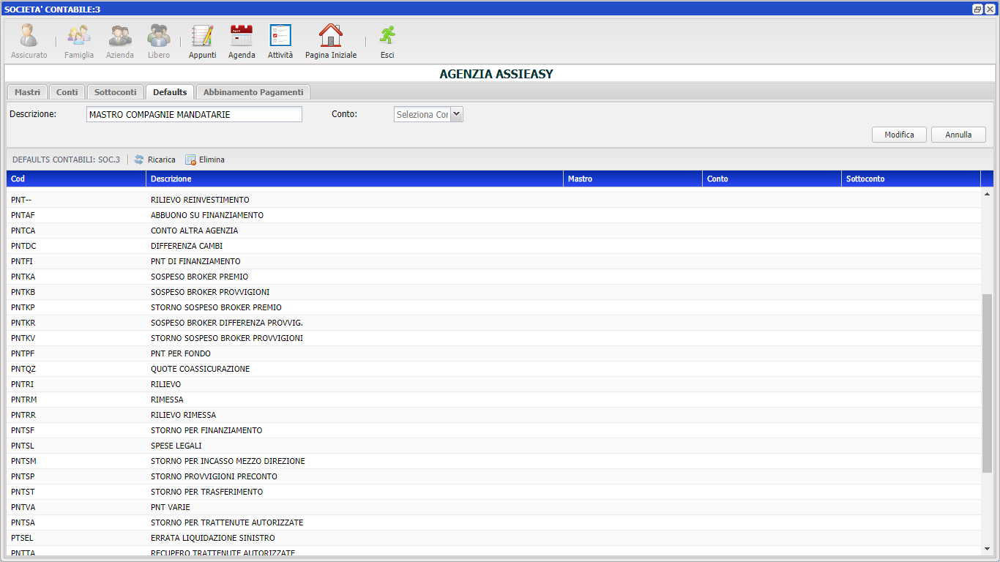 SOCIETA' CONTABILE:3
Assicurato Famiglia Azienda Libero Appunti Agenda Attività Pagina Iniziale Esci
AGENZIA ASSIEASY
Mastri Conti Sottoconti Defaults Abbinamento Pagamenti
Descrizione: MASTRO COMPAGNIE MANDATARIE Conto: Seleziona Cor
Modifica Annulla
DEFAULTS CONTABILI: SOC.3 Ricarica Elimina
Cod Descrizione Mastro Conto Sottoconto
PNT-- RILIEVO REINVESTIMENTO
PNTAF ABBUONO SU FINANZIAMENTO
PNTCA CONTO ALTRA AGENZIA
PNTDC DIFFERENZA CAMBI
PNTFI PNT DI FINANZIAMENTO
PNTKA SOSPESO BROKER PREMIO
PNTKB SOSPESO BROKER PROVVIGIONI
PNTKP STORNO SOSPESO BROKER PREMIO
PNTKR SOSPESO BROKER DIFFERENZA PROVVIG.
PNTKV STORNO SOSPESO BROKER PROVVIGIONI
PNTPF PNT PER FONDO
PNTQZ QUOTE COASSICURAZIONE
PNTRI RILIEVO
PNTRM RIMESSA
PNTRR RILIEVO RIMESSA
PNTSF STORNO PER FINANZIAMENTO
PNTSL SPESE LEGALI
PNTSM STORNO PER INCASSO MEZZO DIREZIONE
PNTSP STORNO PROVVIGIONI PRECONTO
PNTST STORNO PER TRASFERIMENTO
PNTVA PNT VARIE
PNTSA STORNO PER TRATTENUTE AUTORIZZATE
PTSEL ERRATA LIQUIDAZIONE SINISTRO
PNTTA RECUPERO TRATTENUTE AUTORIZZATE